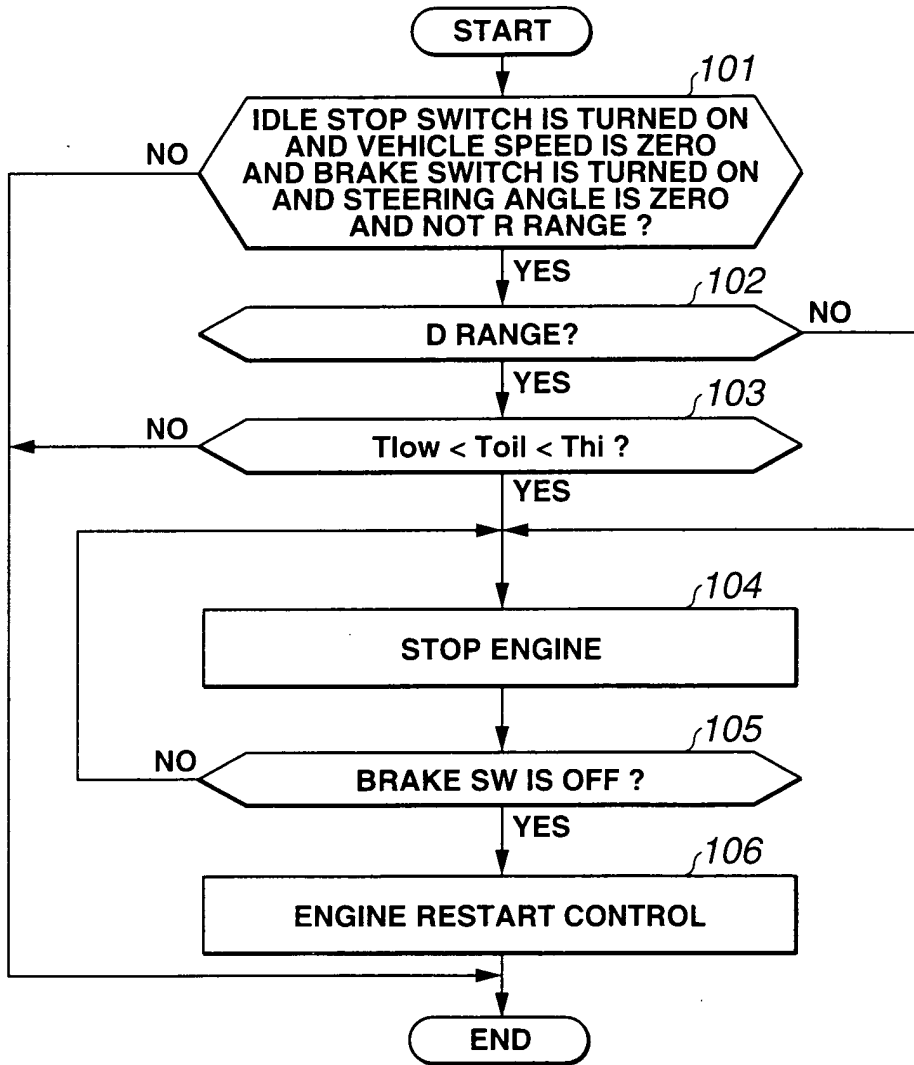 START
101
IDLE STOP SWITCH IS TURNED ON
AND VEHICLE SPEED IS ZERO
AND BRAKE SWITCH IS TURNED ON
AND STEERING ANGLE IS ZERO
AND NOT R RANGE ?
NO
YES
102
D RANGE?
NO
YES
103
NO
Tlow < Toil < Thi ?
YES
104
STOP ENGINE
105
NO
BRAKE SW IS OFF ?
YES
106
ENGINE RESTART CONTROL
END